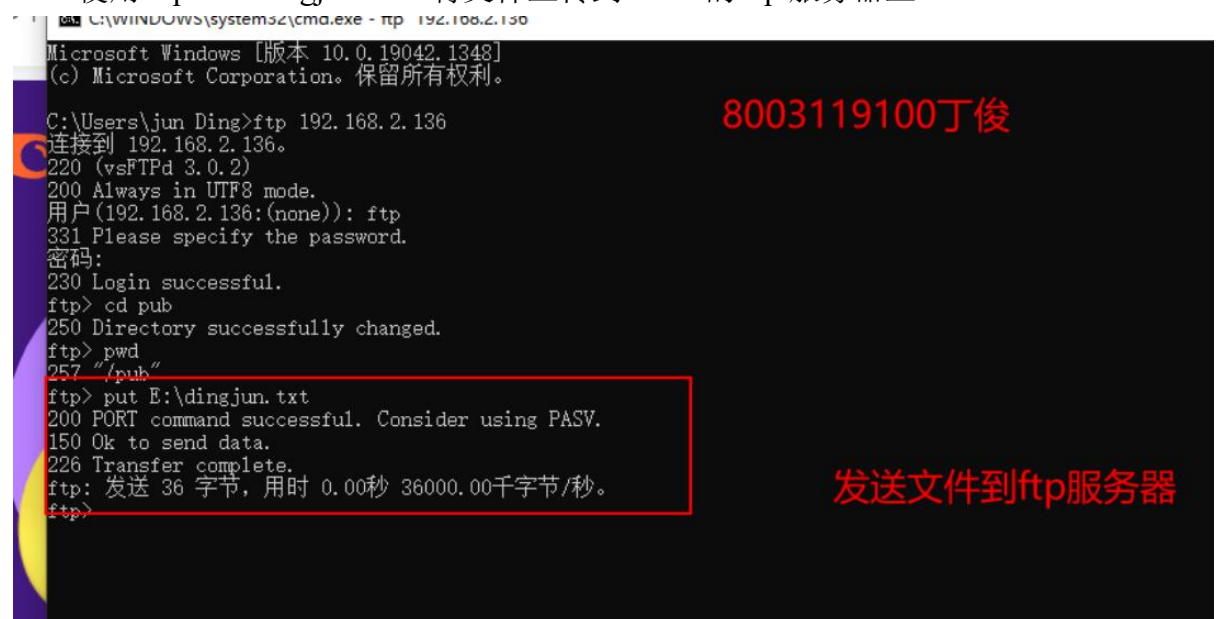 C:\WINDOWS\system32\cmd.exe - ftp 192.168.2.136
Microsoft Windows [版本 10.0.19042.1348]
(c) Microsoft Corporation。保留所有权利。
C:\Users\jun Ding>ftp 192.168.2.136
8003119100丁俊
连接到 192.168.2.136。
220 (vsFTPd 3.0.2)
200 Always in UTF8 mode.
用户(192.168.2.136:(none)): ftp
331 Please specify the password.
密码:
230 Login successful.
ftp> cd pub
250 Directory successfully changed.
ftp> pwd
257 "/pub"
ftp> put E:\dingjun.txt
200 PORT command successful. Consider using PASV.
150 Ok to send data.
226 Transfer complete.
ftp: 发送 36 字节，用时 0.00秒 36000.00千字节/秒。
发送文件到ftp服务器
ftp>